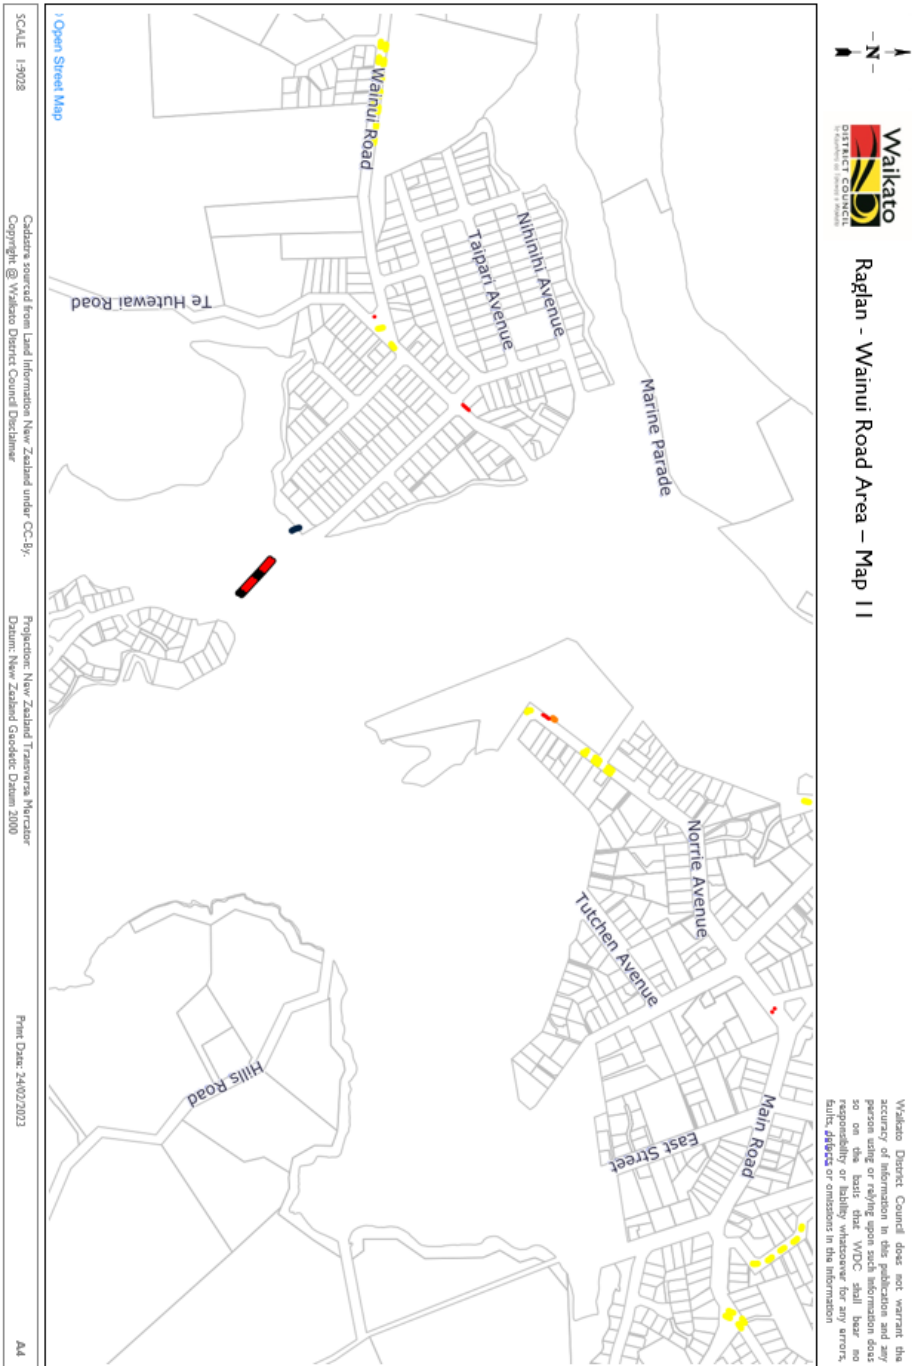 – N –
Waikato
DISTRICT COUNCIL
Raglan - Wainui Road Area – Map 11
Waikato District Council does not warrant the
accuracy of information in this publication and any
person using or relying upon such information does
so on the basis that WDC shall bear no
responsibility or liability whatsoever for any errors,
faults, defects or omissions in the information
Marine Parade
Nihinihi Avenue
Taipari Avenue
Wainui Road
Te Hutewai Road
Norrie Avenue
Tutchen Avenue
Main Road
East Street
Hills Road
Open Street Map
SCALE 1:9028
Cadastre sourced from Land Information New Zealand under CC-By.
Copyright @ Waikato District Council Disclaimer
Projection: New Zealand Transverse Mercator
Datum: New Zealand Geodetic Datum 2000
Print Date: 24/02/2023
A4